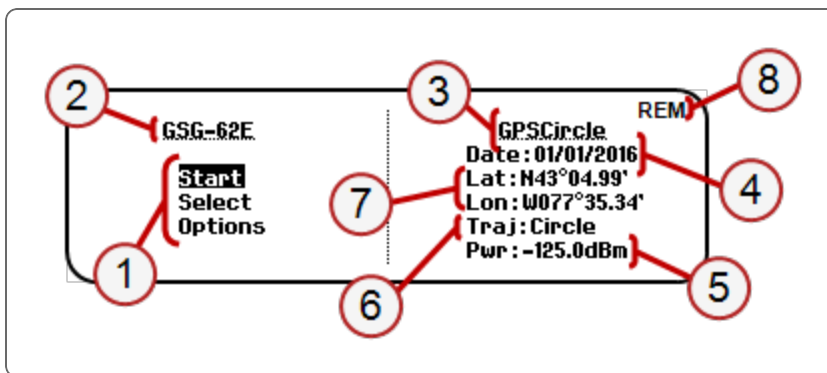 2
3
8
REM
GSG-62E
GPSCircle
Date:01/01/2016
Start
Lat:N43°04.99'
Select
7
Lon:W077°35.34'
4
Options
Traj:Circle
Pwr:-125.0dBm
1
6
5